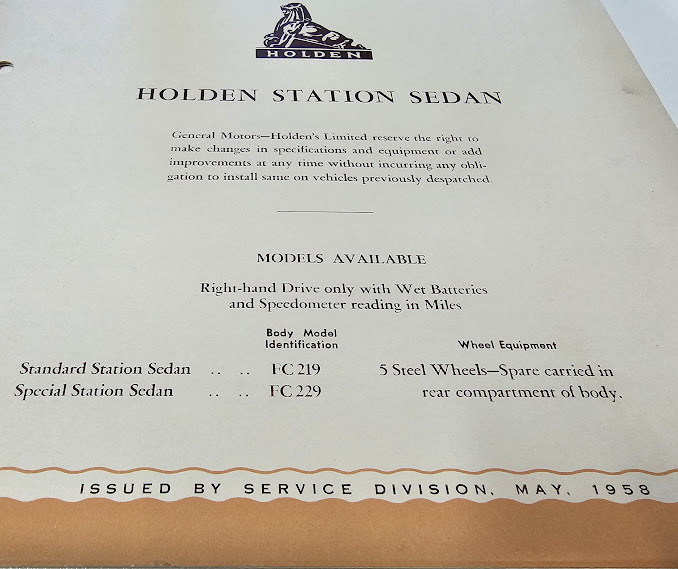 HOLDEN
HOLDEN STATION SEDAN
General Motors—Holden's Limited reserve the right to
make changes in specifications and equipment or add
improvements at any time without incurring any obli-
gation to install same on vehicles previously despatched.
MODELS AVAILABLE
Right-hand Drive only with Wet Batteries
and Speedometer reading in Miles
Body Model
Identification
Wheel Equipment
Standard Station Sedan .. .. FC 219 5 Steel Wheels—Spare carried in
Special Station Sedan .. .. FC 229 rear compartment of body.
ISSUED BY SERVICE DIVISION, MAY, 1958